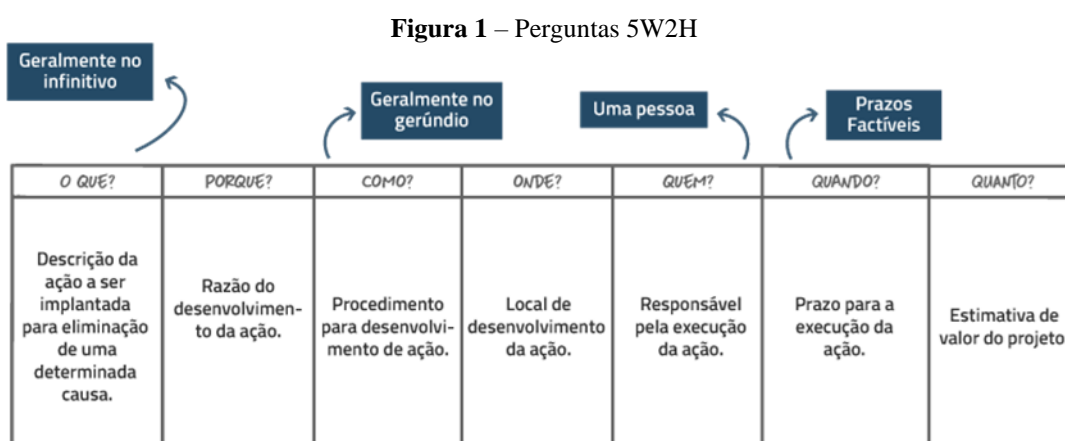 Figura 1 – Perguntas 5W2H
Geralmente no
infinitivo
Geralmente no
gerúndio
Uma pessoa
Prazos
Factíveis
O QUE?
PORQUE?
COMO?
ONDE?
QUEM?
QUANDO?
QUANTO?
Descrição da
ação a ser
implantada
para eliminação
de uma
determinada
causa.
Razão do
desenvolvimen-
to da ação.
Procedimento
para desenvolvi-
mento de ação.
Local de
desenvolvimento
da ação.
Responsável
pela execução
da ação.
Prazo para a
execução da
ação.
Estimativa de
valor do projeto